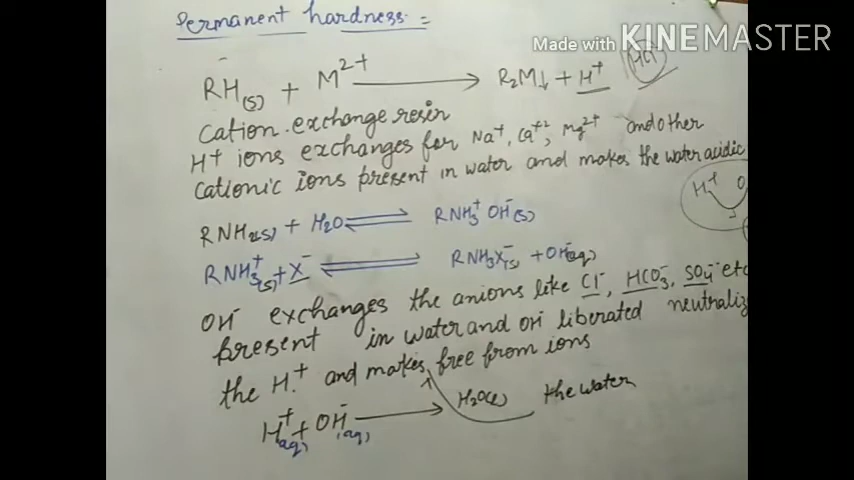 Permanent hardness :-
Made with KINEMASTER
RH(s) + M2+ → R2M↓ + H+ HCl
Cation exchange resin
H+ ions exchanges for Na+, Ca+2, Mg2+ and other
Cationic ions present in water and makes the water acidic
H+ O
RNH2(s) + H2O ⇌ RNH3+ OH-(s)
RNH3+(s) + X- ⇌ RNH3X-(s) + OH-(aq)
OH- exchanges the anions like Cl-, HCO3-, SO4-- etc
present in water and OH- liberated neutraliz
the H+ and makes free from ions
the water
H+(aq) + OH-(aq) → H2O(l)